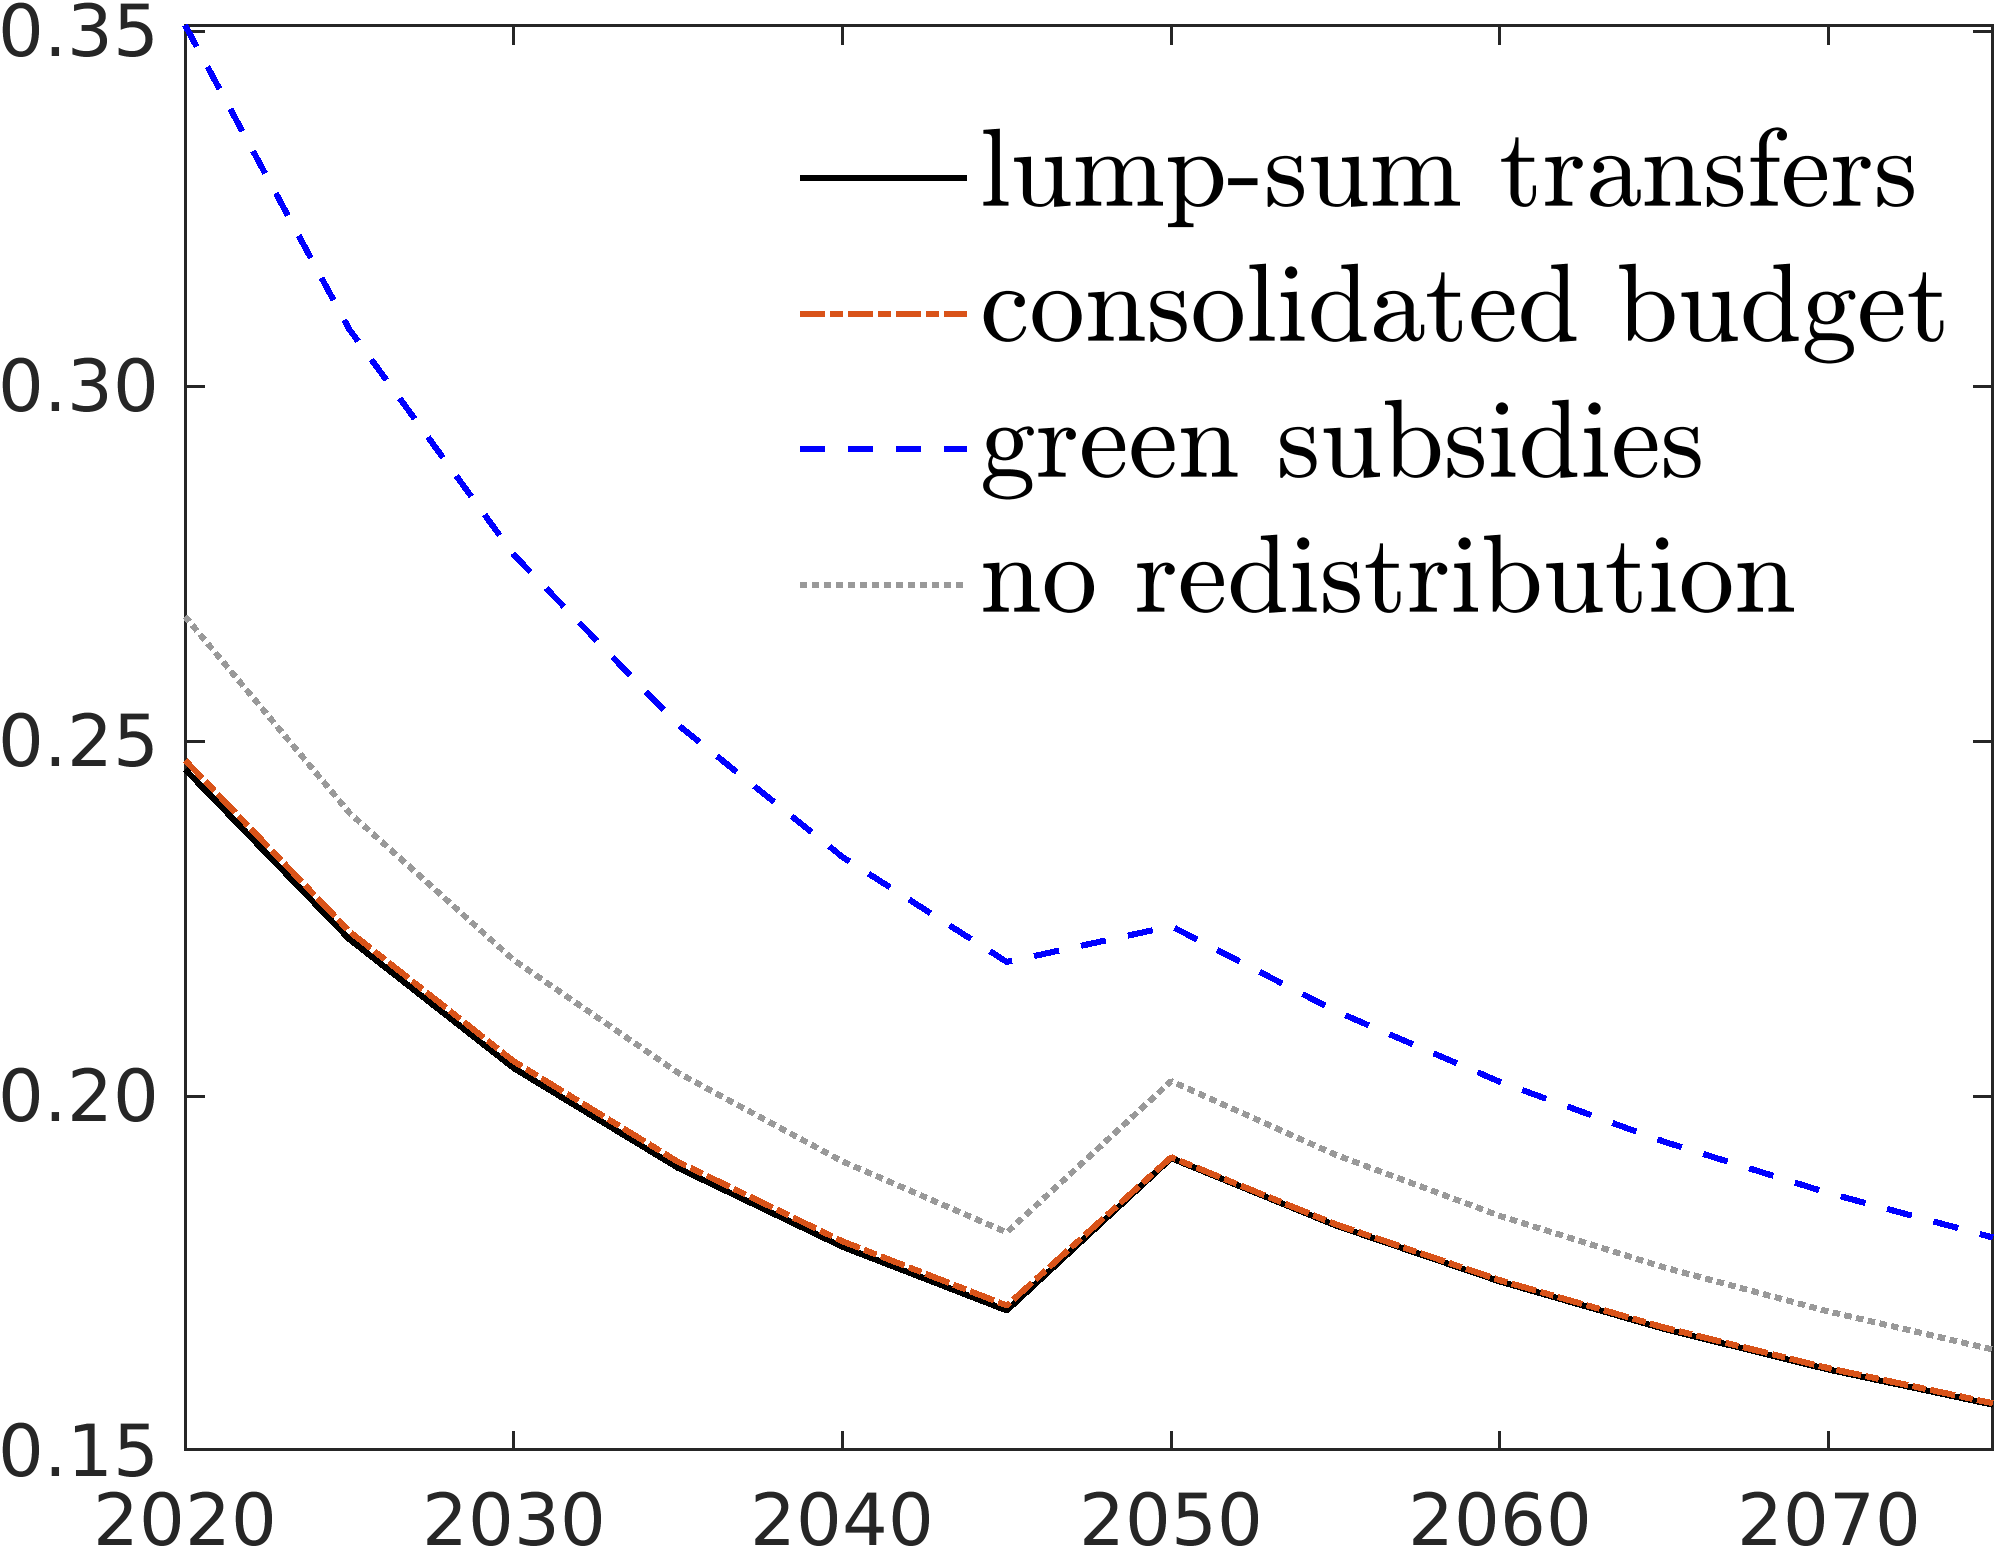 0.35
lump-sum transfers
consolidated budget
0.30
green subsidies
no redistribution
0.25
0.20
0.15
2020 2030 2040 2050 2060 2070